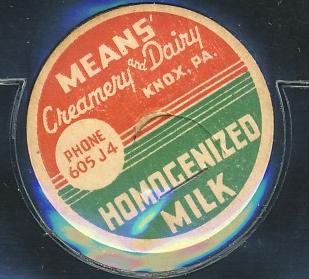 MEANS'
Creamery and Dairy
KNOX, PA.
PHONE
605 J4
HOMOGENIZED
MILK